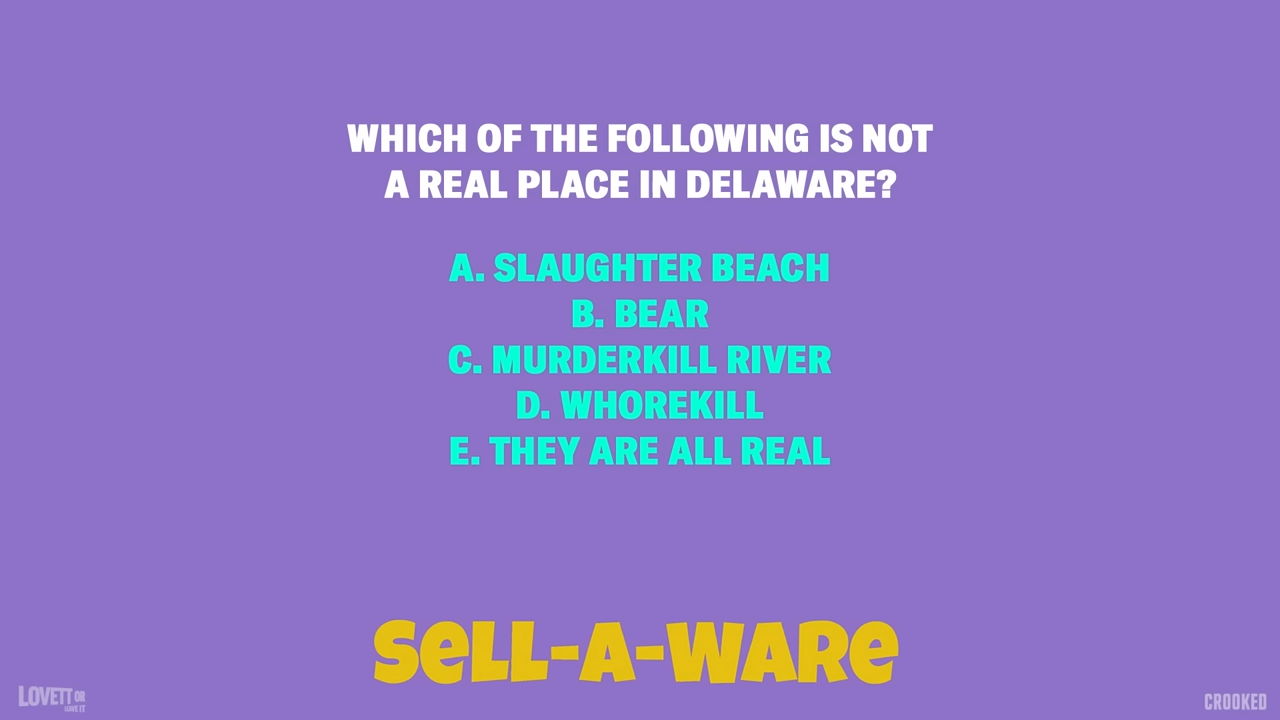 WHICH OF THE FOLLOWING IS NOT
A REAL PLACE IN DELAWARE?
A. SLAUGHTER BEACH
B. BEAR
C. MURDERKILL RIVER
D. WHOREKILL
E. THEY ARE ALL REAL
SELL-A-WARE
LOVETT OR
LEAVE IT
CROOKED